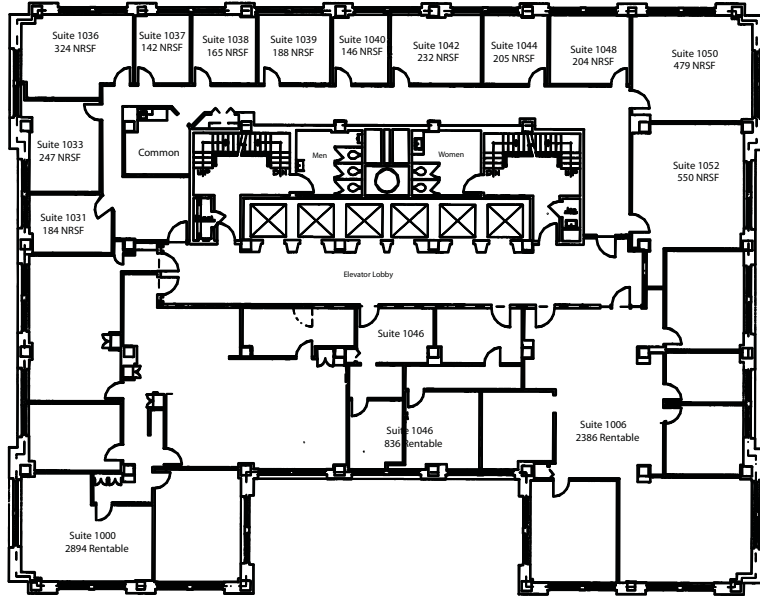 Suite 1036
324 NRSF
Suite 1037
142 NRSF
Suite 1038
165 NRSF
Suite 1039
188 NRSF
Suite 1040
146 NRSF
Suite 1042
232 NRSF
Suite 1044
205 NRSF
Suite 1048
204 NRSF
Suite 1050
479 NRSF
Suite 1033
247 NRSF
Common
Men
Women
Suite 1052
550 NRSF
Suite 1031
184 NRSF
Elevator Lobby
Suite 1046
Suite 1046
836 Rentable
Suite 1006
2386 Rentable
Suite 1000
2894 Rentable